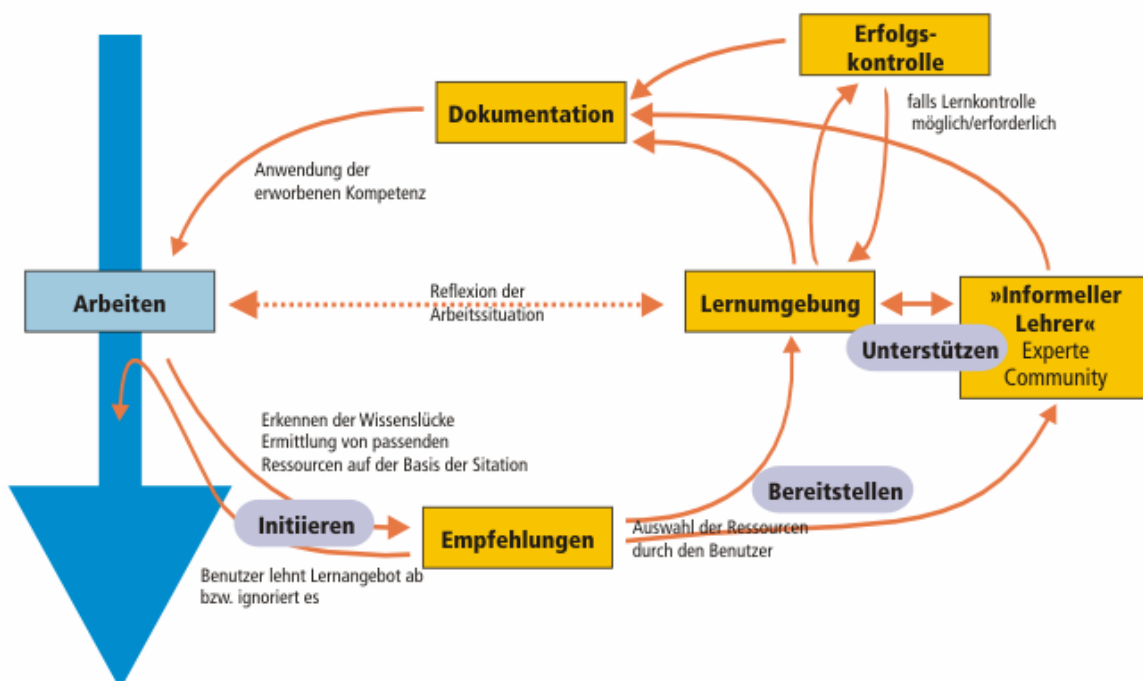 Erfolgs-
kontrolle
falls Lernkontrolle
möglich/erforderlich
Dokumentation
Anwendung der
erworbenen Kompetenz
Arbeiten
Reflexion der
Arbeitssituation
Lernumgebung
»Informeller
Lehrer«
Experte
Community
Unterstützen
Erkennen der Wissenslücke
Ermittlung von passenden
Ressourcen auf der Basis der Sitation
Initiieren
Empfehlungen
Bereitstellen
Auswahl der Ressourcen
durch den Benutzer
Benutzer lehnt Lernangebot ab
bzw. ignoriert es